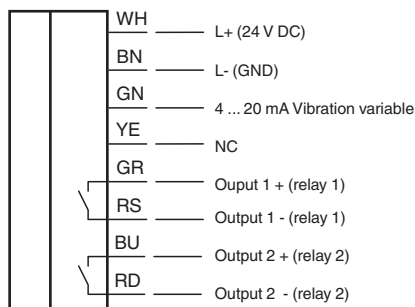 WH L+ (24 V DC)
BN L- (GND)
GN 4 ... 20 mA Vibration variable
YE NC
GR Ouput 1 + (relay 1)
RS Output 1 - (relay 1)
BU Output 2 + (relay 2)
RD Output 2 - (relay 2)